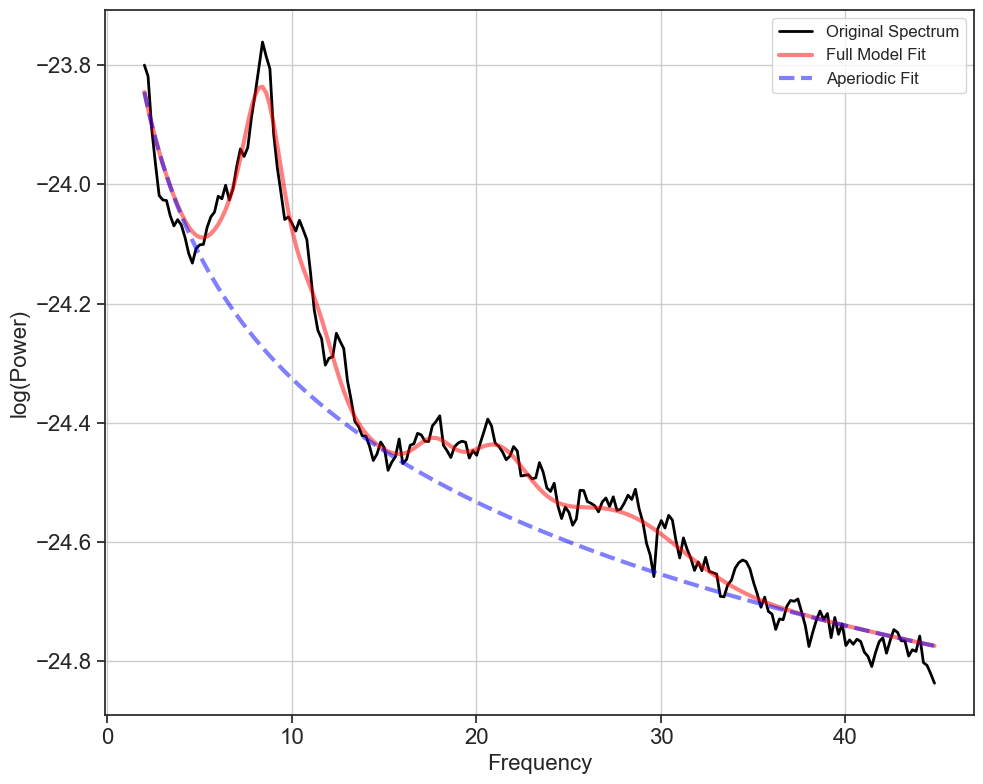 Original Spectrum
Full Model Fit
Aperiodic Fit
−23.8
−24.0
−24.2
−24.4
−24.6
−24.8
log(Power)
0 10 20 30 40
Frequency